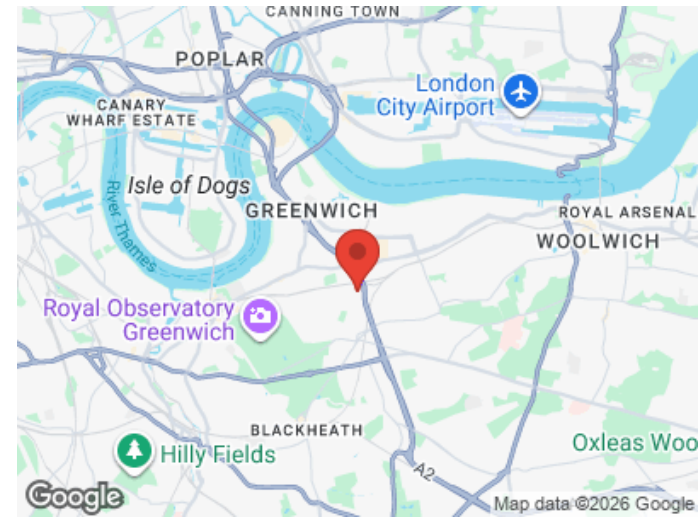 CANNING TOWN
POPLAR
London
City Airport
CANARY
WHARF ESTATE
Isle of Dogs
River Thames
GREENWICH
ROYAL ARSENAL
WOOLWICH
Royal Observatory
Greenwich
BLACKHEATH
Hilly Fields
Oxleas Woo
A2
Google
Map data ©2026 Google